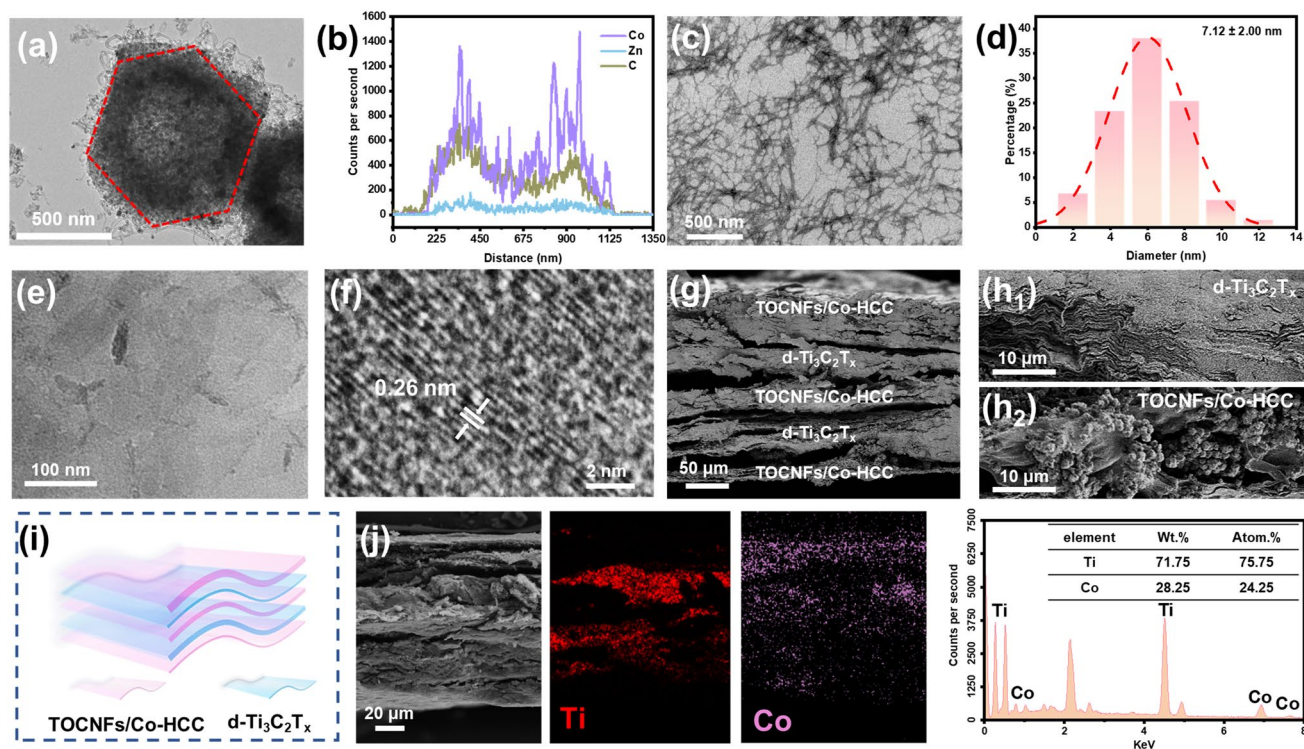 (a)
500 nm
(b)
1600
1400
1200
1000
800
600
400
200
0
Counts per second
Co
Zn
C
0 225 450 675 900 1125 1350
Distance (nm)
(c)
500 nm
(d)
7.12 ± 2.00 nm
40
35
30
25
20
15
10
5
0
Percentage (%)
0 2 4 6 8 10 12 14
Diameter (nm)
(e)
100 nm
(f)
0.26 nm
2 nm
(g)
TOCNFs/Co-HCC
d-Ti₃C₂Tₓ
TOCNFs/Co-HCC
d-Ti₃C₂Tₓ
TOCNFs/Co-HCC
50 µm
(h₁)
d-Ti₃C₂Tₓ
10 µm
(h₂)
TOCNFs/Co-HCC
10 µm
(i)
TOCNFs/Co-HCC
d-Ti₃C₂Tₓ
(j)
20 µm
Ti
Co
7500
6250
5000
3750
2500
1250
0
Counts per second
element Wt.% Atom.%
Ti 71.75 75.75
Co 28.25 24.25
Ti
Co
Ti
Co
Co
0 2 4 6 8
KeV